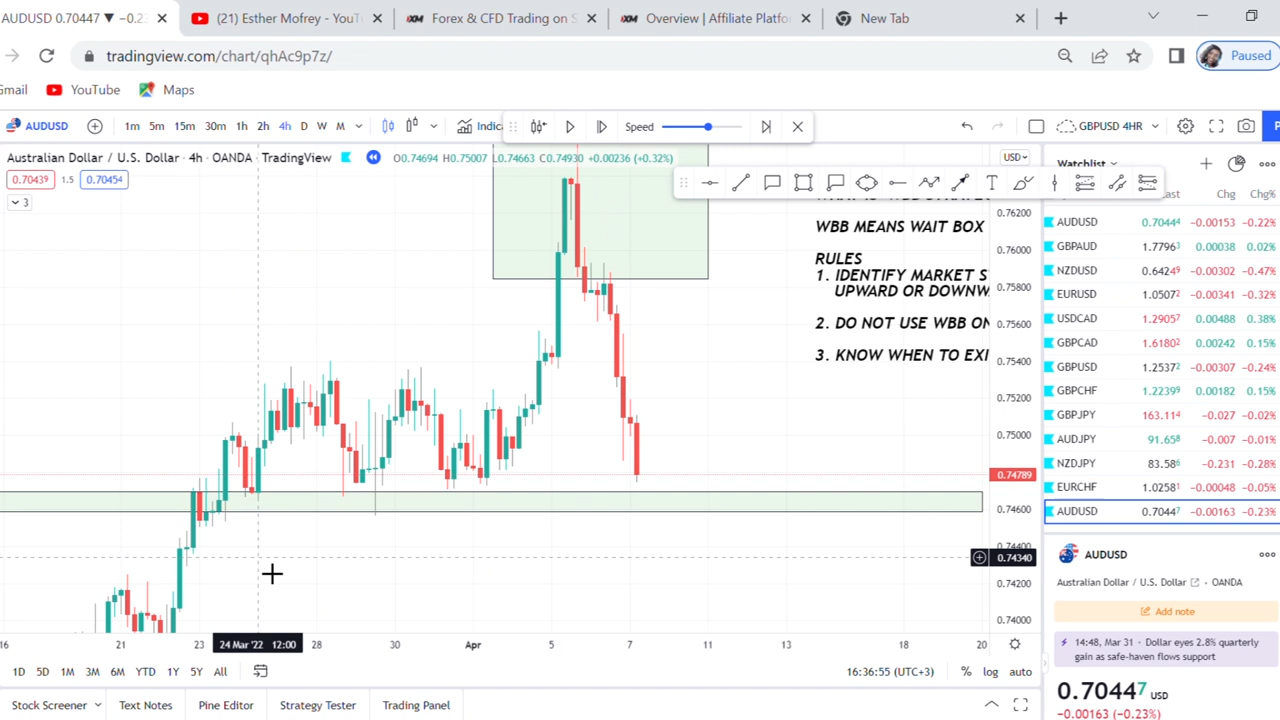 AUDUSD 0.70447 ▼ −0.2
(21) Esther Mofrey - YouT
XM Forex & CFD Trading on S
XM Overview | Affiliate Platfo
New Tab
tradingview.com/chart/qhAc9p7z/
Paused
Gmail YouTube Maps
AUDUSD 1m 5m 15m 30m 1h 2h 4h D W M Indic Speed GBPUSD 4HR P
Australian Dollar / U.S. Dollar · 4h · OANDA · TradingView O0.74694 H0.75007 L0.74663 C0.74930 +0.00236 (+0.32%)
USD
70439 1.5 0.70454
3
WBB MEANS WAIT BOX
RULES
1. IDENTIFY MARKET S
UPWARD OR DOWNW
2. DO NOT USE WBB ON
3. KNOW WHEN TO EXI
0.76200
0.76000
0.75800
0.75600
0.75400
0.75200
0.75000
0.74789
0.74600
0.74440
0.74340
0.74200
0.74000
16 21 23 24 Mar '22 12:00 28 30 Apr 5 7 11 13 18 20
1D 5D 1M 3M 6M YTD 1Y 5Y All 16:36:55 (UTC+3) % log auto
Stock Screener Text Notes Pine Editor Strategy Tester Trading Panel
Watchlist
Last Chg Chg%
AUDUSD 0.70444 −0.00153 −0.22%
GBPAUD 1.77963 0.00038 0.02%
NZDUSD 0.64249 −0.00302 −0.47%
EURUSD 1.05072 −0.00341 −0.32%
USDCAD 1.29057 0.00488 0.38%
GBPCAD 1.61802 0.00242 0.15%
GBPUSD 1.25372 −0.00307 −0.24%
GBPCHF 1.22399 0.00182 0.15%
GBPJPY 163.114 −0.027 −0.02%
AUDJPY 91.658 −0.007 −0.01%
NZDJPY 83.586 −0.231 −0.28%
EURCHF 1.02581 −0.00048 −0.05%
AUDUSD 0.70447 −0.00163 −0.23%
AUDUSD
Australian Dollar / U.S. Dollar · OANDA
Add note
14:48, Mar 31 · Dollar eyes 2.8% quarterly
gain as safe-haven flows support
0.70447 USD
−0.00163 (−0.23%)